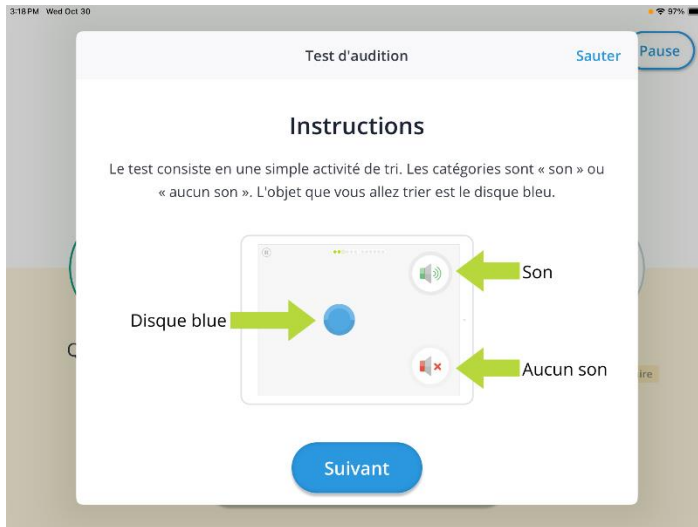 3:18 PM Wed Oct 30
97%
Test d'audition
Sauter
Pause
Instructions
Le test consiste en une simple activité de tri. Les catégories sont « son » ou
« aucun son ». L'objet que vous allez trier est le disque bleu.
Son
Disque blue
Aucun son
Q
ire
Suivant